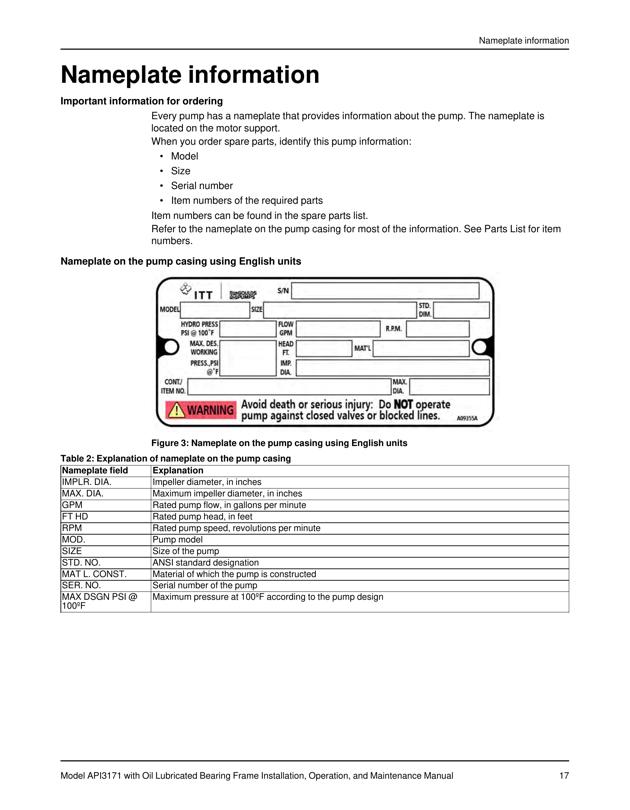 Nameplate information
Nameplate information
Important information for ordering
Every pump has a nameplate that provides information about the pump. The nameplate is
located on the motor support.
When you order spare parts, identify this pump information:
• Model
• Size
• Serial number
• Item numbers of the required parts
Item numbers can be found in the spare parts list.
Refer to the nameplate on the pump casing for most of the information. See Parts List for item
numbers.
Nameplate on the pump casing using English units
ITT GOULDS PUMPS S/N
MODEL SIZE STD. DIM.
HYDRO PRESS PSI @ 100°F FLOW GPM R.P.M.
MAX. DES. WORKING HEAD FT. MAT'L
PRESS.,PSI @°F IMP. DIA.
CONT./ ITEM NO. MAX. DIA.
WARNING Avoid death or serious injury: Do NOT operate
pump against closed valves or blocked lines. A09355A
Figure 3: Nameplate on the pump casing using English units
Table 2: Explanation of nameplate on the pump casing
Nameplate field Explanation
IMPLR. DIA. Impeller diameter, in inches
MAX. DIA. Maximum impeller diameter, in inches
GPM Rated pump flow, in gallons per minute
FT HD Rated pump head, in feet
RPM Rated pump speed, revolutions per minute
MOD. Pump model
SIZE Size of the pump
STD. NO. ANSI standard designation
MAT L. CONST. Material of which the pump is constructed
SER. NO. Serial number of the pump
MAX DSGN PSI @ Maximum pressure at 100ºF according to the pump design
100ºF
Model API3171 with Oil Lubricated Bearing Frame Installation, Operation, and Maintenance Manual 17